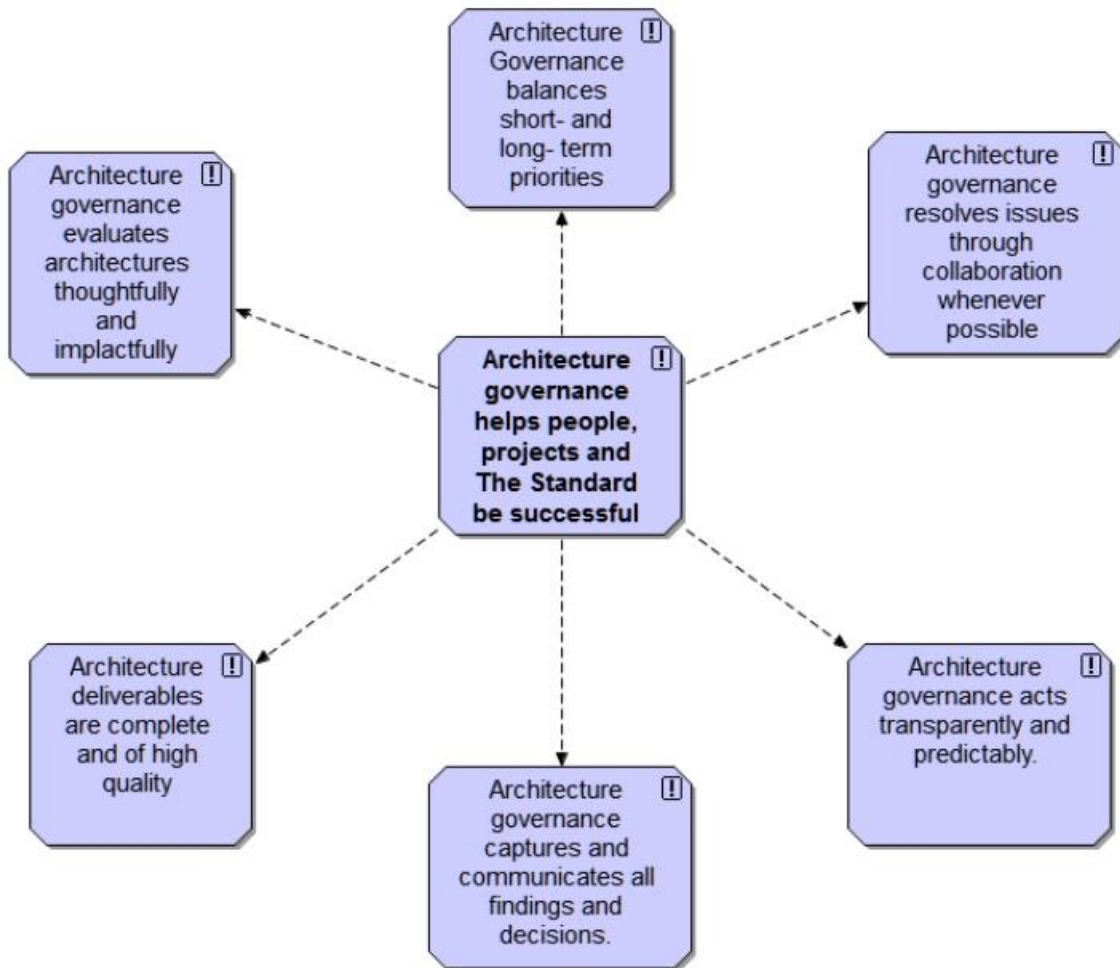 Architecture
Governance
balances
short- and
long- term
priorities
Architecture
governance
evaluates
architectures
thoughtfully
and
implactfully
Architecture
governance
resolves issues
through
collaboration
whenever
possible
Architecture
governance
helps people,
projects and
The Standard
be successful
Architecture
deliverables
are complete
and of high
quality
Architecture
governance
captures and
communicates all
findings and
decisions.
Architecture
governance acts
transparently and
predictably.